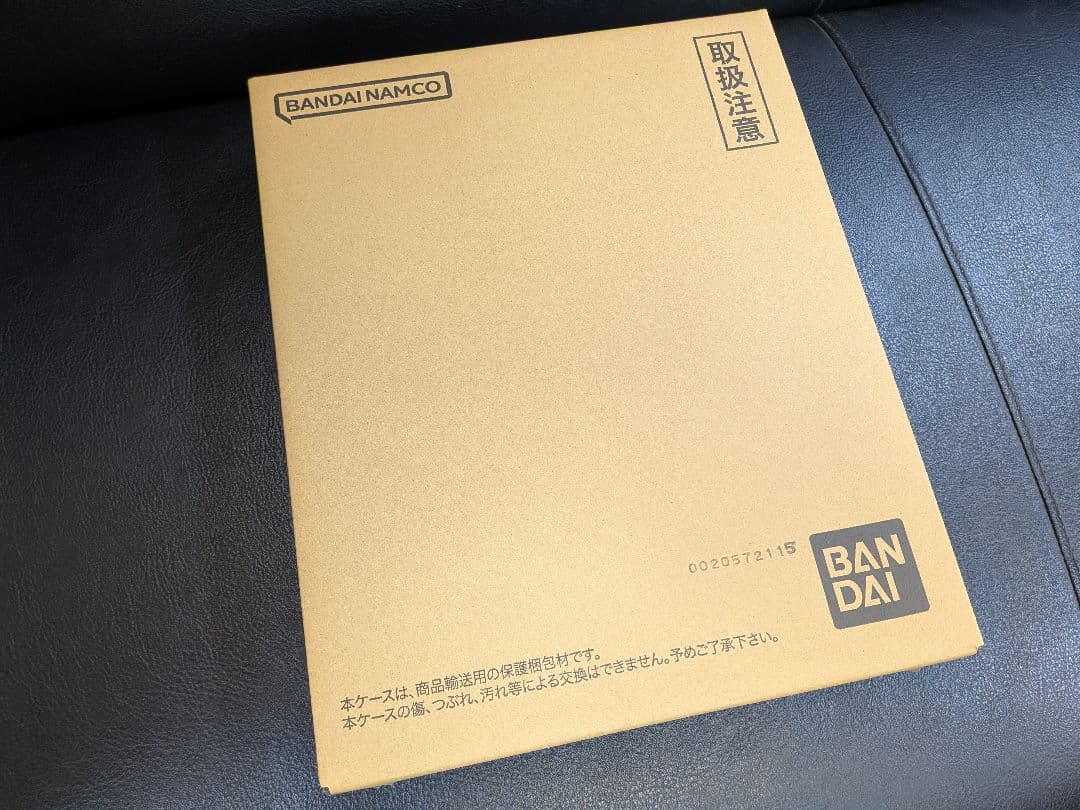 BANDAI NAMCO
取扱注意
0020572115
BAN
DAI
本ケースは、商品輸送用の保護梱包材です。
本ケースの傷、つぶれ、汚れ等による交換はできません。予めご了承下さい。